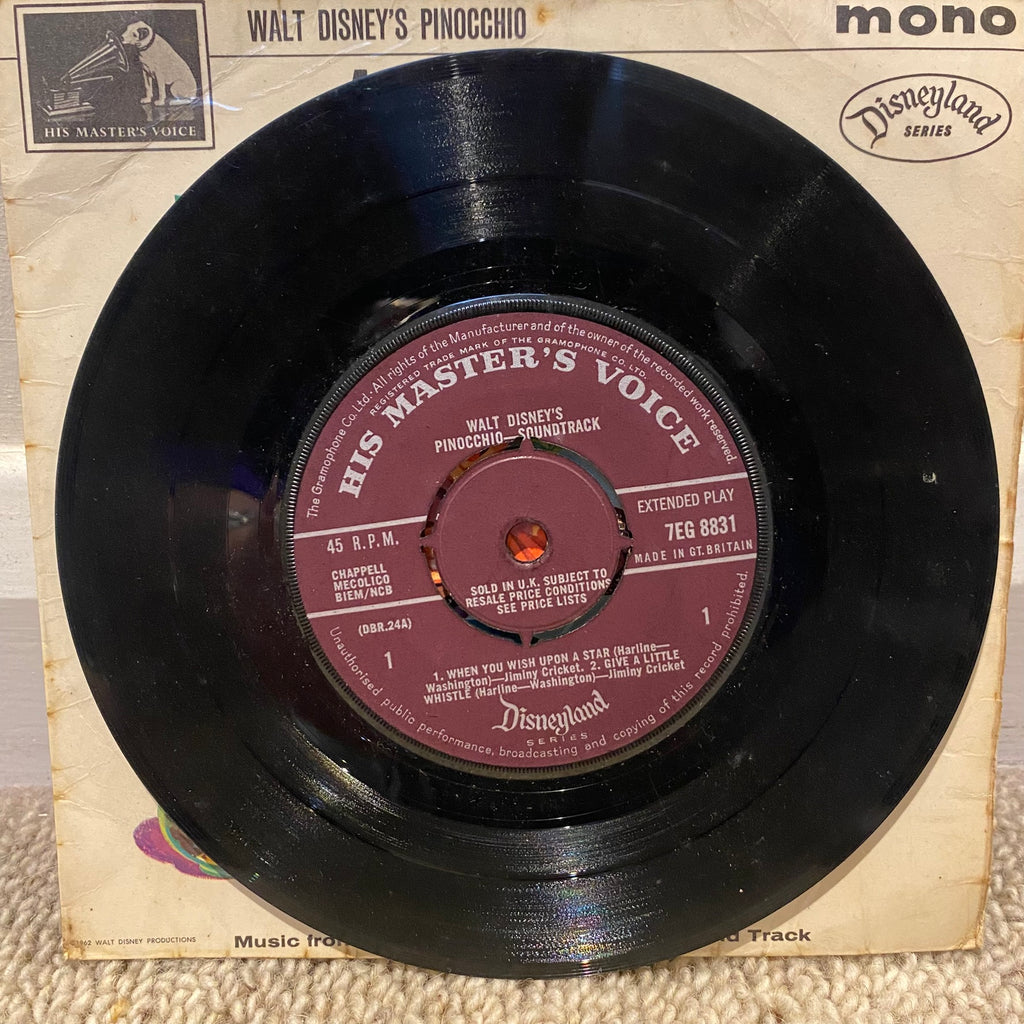 WALT DISNEY'S PINOCCHIO
mono
HIS MASTER'S VOICE
Disneyland
SERIES
The Gramophone Co. Ltd. All rights of the Manufacturer and of the owner of the recorded work reserved.
REGISTERED TRADE MARK OF THE GRAMOPHONE CO. LTD.
HIS MASTER'S VOICE
WALT DISNEY'S
PINOCCHIO—SOUNDTRACK
45 R.P.M.
EXTENDED PLAY
7EG 8831
MADE IN GT. BRITAIN
CHAPPELL
MECOLICO
BIEM/NCB
SOLD IN U.K. SUBJECT TO
RESALE PRICE CONDITIONS
SEE PRICE LISTS
(DBR.24A)
1
1
1. WHEN YOU WISH UPON A STAR (Harline—
Washington)—Jiminy Cricket. 2. GIVE A LITTLE
WHISTLE (Harline—Washington)—Jiminy Cricket
Disneyland
SERIES
Unauthorised public performance, broadcasting and copying of this record prohibited.
©1962 WALT DISNEY PRODUCTIONS
Music from
Track